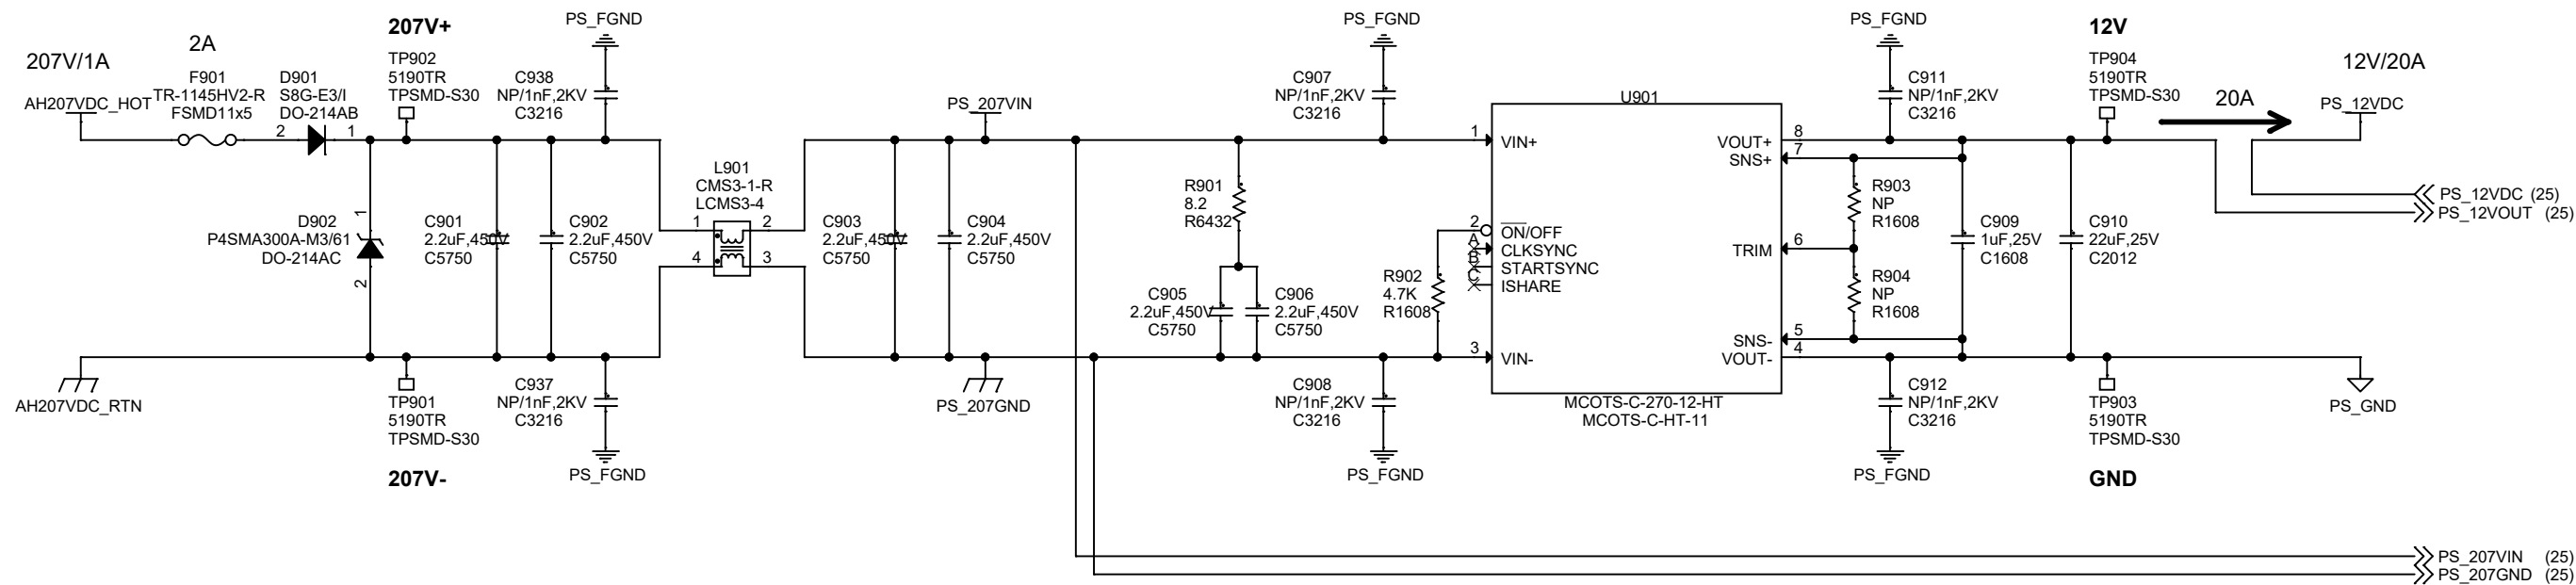 207V/1A
2A
207V+
PS_FGND
PS_FGND
PS_FGND
12V
12V/20A
AH207VDC_HOT
F901
TR-1145HV2-R
FSMD11x5
D901
S8G-E3/I
DO-214AB
2
1
TP902
5190TR
TPSMD-S30
C938
NP/1nF,2KV
C3216
PS_207VIN
C907
NP/1nF,2KV
C3216
U901
C911
NP/1nF,2KV
C3216
TP904
5190TR
TPSMD-S30
20A
PS_12VDC
D902
P4SMA300A-M3/61
DO-214AC
1
2
C901
2.2uF,450V
C5750
C902
2.2uF,450V
C5750
L901
CMS3-1-R
LCMS3-4
1
2
4
3
C903
2.2uF,450V
C5750
C904
2.2uF,450V
C5750
R901
8.2
R6432
C905
2.2uF,450V
C5750
C906
2.2uF,450V
C5750
R902
4.7K
R1608
1
VIN+
2
ON/OFF
A
CLKSYNC
B
STARTSYNC
C
ISHARE
3
VIN-
VOUT+
8
SNS+
7
TRIM
6
SNS-
5
VOUT-
4
MCOTS-C-270-12-HT
MCOTS-C-HT-11
R903
NP
R1608
R904
NP
R1608
C909
1uF,25V
C1608
C910
22uF,25V
C2012
PS_12VDC (25)
PS_12VOUT (25)
AH207VDC_RTN
TP901
5190TR
TPSMD-S30
207V-
C937
NP/1nF,2KV
C3216
PS_FGND
PS_207GND
C908
NP/1nF,2KV
C3216
PS_FGND
C912
NP/1nF,2KV
C3216
PS_FGND
TP903
5190TR
TPSMD-S30
GND
PS_GND
PS_207VIN (25)
PS_207GND (25)